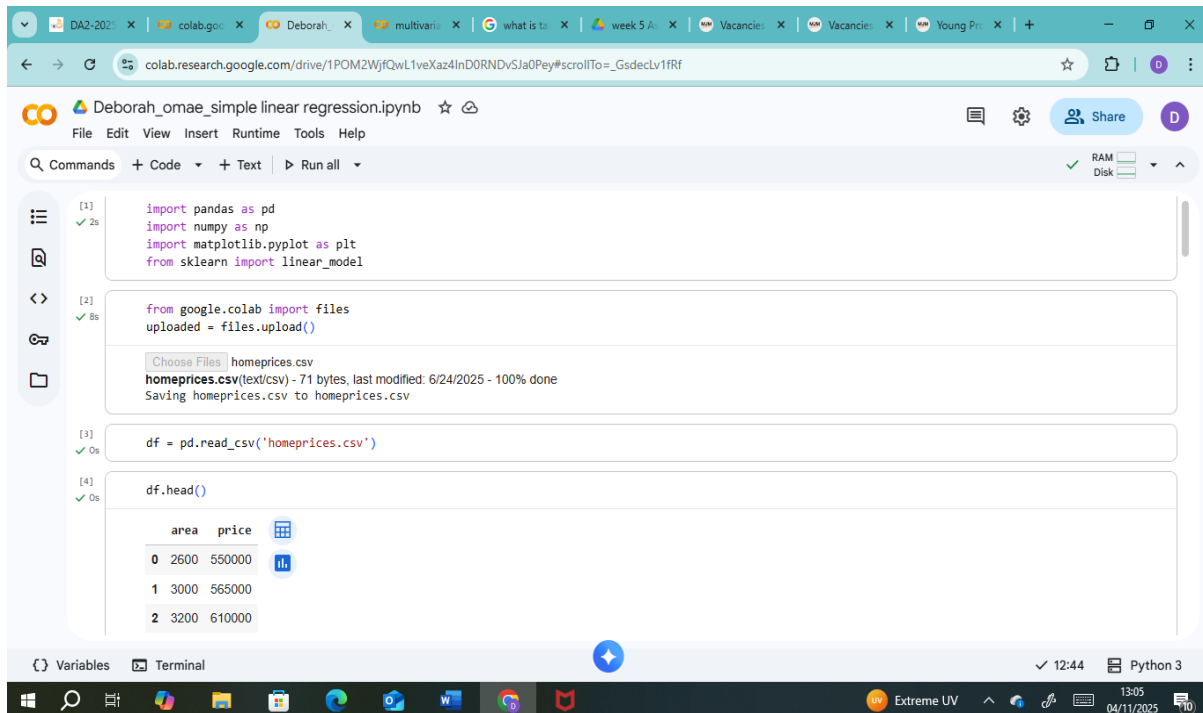 DA2-2025
colab.goo
Deborah_
multivaria
what is ta
week 5 As
Vacancies
Vacancies
Young Pro
colab.research.google.com/drive/1POM2WjfQwL1veXaz4InD0RNDvSJa0Pey#scrollTo=_GsdecLv1fRf
D
CO
Deborah_omae_simple linear regression.ipynb
File Edit View Insert Runtime Tools Help
Share
D
Commands + Code + Text Run all
RAM
Disk
[1]
2s
import pandas as pd
import numpy as np
import matplotlib.pyplot as plt
from sklearn import linear_model
[2]
8s
from google.colab import files
uploaded = files.upload()
Choose Files homeprices.csv
homeprices.csv(text/csv) - 71 bytes, last modified: 6/24/2025 - 100% done
Saving homeprices.csv to homeprices.csv
[3]
0s
df = pd.read_csv('homeprices.csv')
[4]
0s
df.head()
area price
0 2600 550000
1 3000 565000
2 3200 610000
{} Variables Terminal
12:44 Python 3
UV Extreme UV
13:05
04/11/2025
10